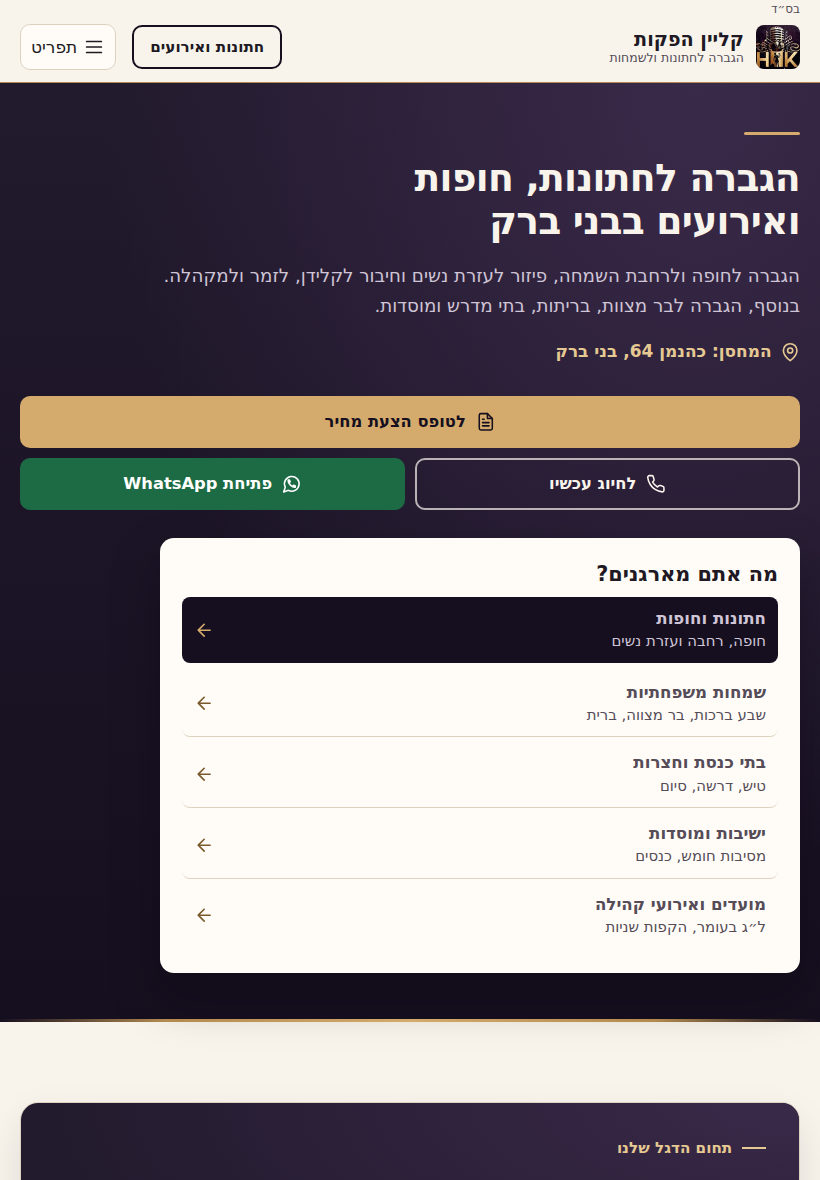 בס״ד
קליין הפקות
הגברה לחתונות ולשמחות
חתונות ואירועים
תפריט
הגברה לחתונות, חופות
ואירועים בבני ברק
הגברה לחופה ולרחבת השמחה, פיזור לעזרת נשים וחיבור לקלידן, לזמר ולמקהלה.
בנוסף, הגברה לבר מצוות, בריתות, בתי מדרש ומוסדות.
המחסן: כהנמן 64, בני ברק
לטופס הצעת מחיר
לחיוג עכשיו
פתיחת WhatsApp
מה אתם מארגנים?
חתונות וחופות
חופה, רחבה ועזרת נשים
שמחות משפחתיות
שבע ברכות, בר מצווה, ברית
בתי כנסת וחצרות
טיש, דרשה, סיום
ישיבות ומוסדות
מסיבות חומש, כנסים
מועדים ואירועי קהילה
ל״ג בעומר, הקפות שניות
תחום הדגל שלנו